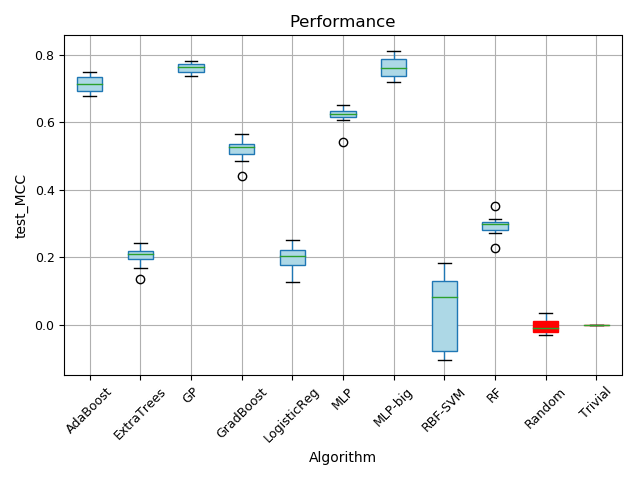 Performance
test_MCC
0.8
0.6
0.4
0.2
0.0
AdaBoost
ExtraTrees
GP
GradBoost
LogisticReg
MLP
MLP-big
RBF-SVM
RF
Random
Trivial
Algorithm